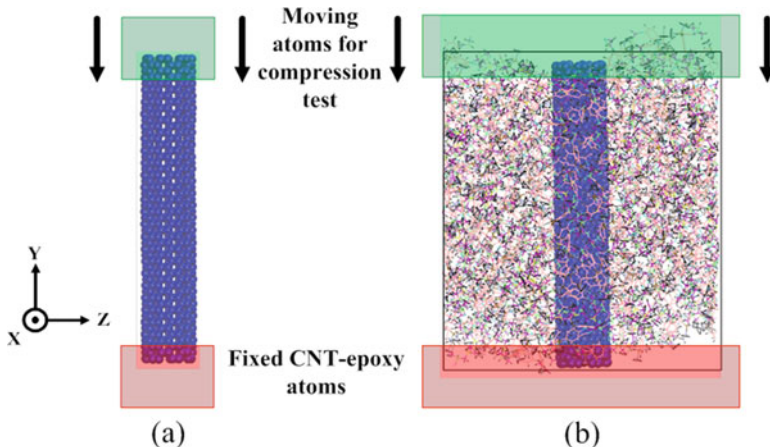 Moving
atoms for
compression
test
Y
X
Z
Fixed CNT-epoxy
atoms
(a)
(b)